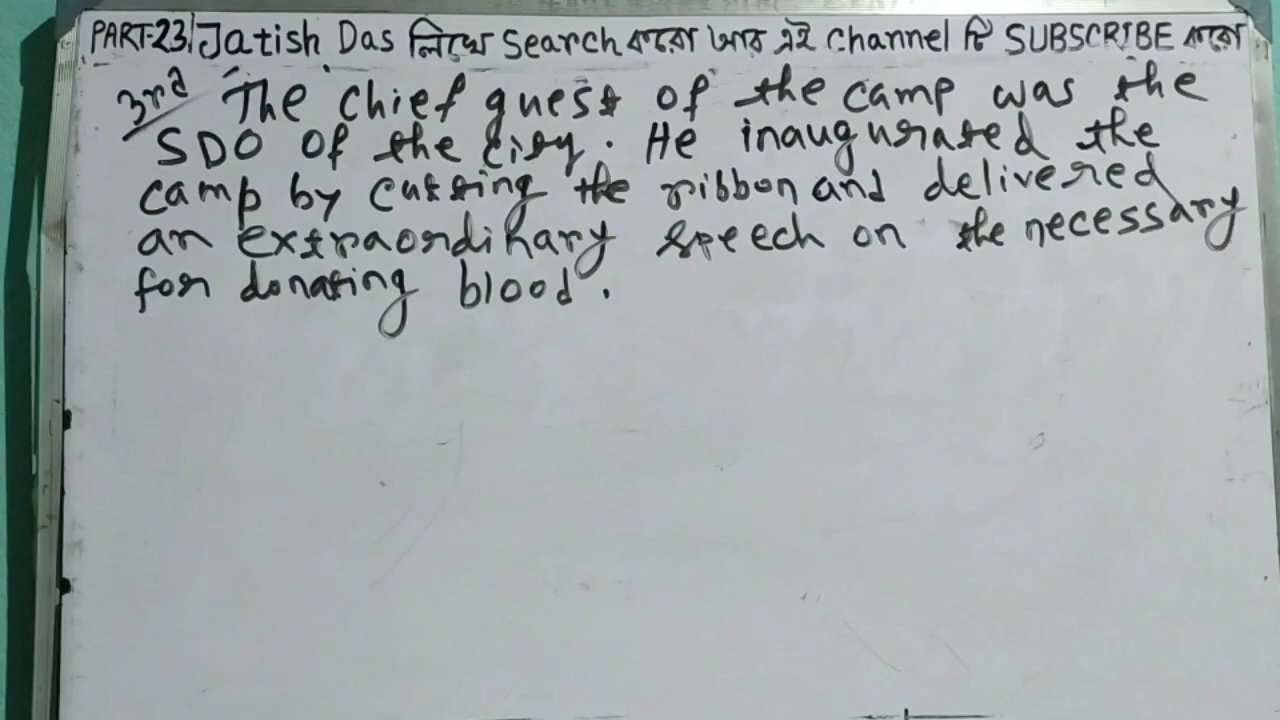 PART-23 Jatish Das লিখে Search করো আর এই Channel টি SUBSCRIBE করো
3rd The Chief guest of the camp was the
SDO of the city. He inaugurated the
camp by cutting the ribbon and delivered
an extraordinary speech on the necessary
for donating blood.